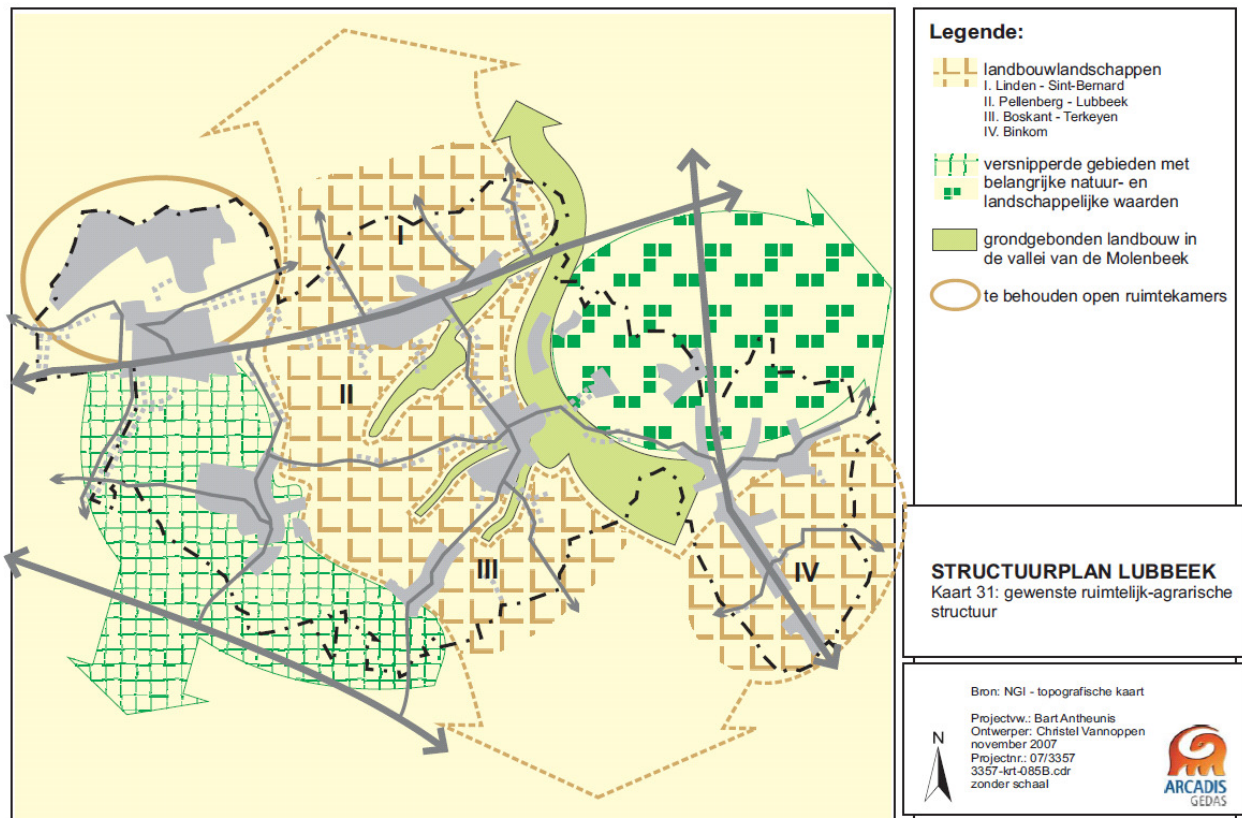 I
II
III
IV
Legende:
landbouwlandschappen
I. Linden - Sint-Bernard
II. Pellenberg - Lubbeek
III. Boskant - Terkeyen
IV. Binkom
versnipperde gebieden met
belangrijke natuur- en
landschappelijke waarden
grondgebonden landbouw in
de vallei van de Molenbeek
te behouden open ruimtekamers
STRUCTUURPLAN LUBBEEK
Kaart 31: gewenste ruimtelijk-agrarische
structuur
Bron: NGI - topografische kaart
Projectvw.: Bart Antheunis
Ontwerper: Christel Vannoppen
november 2007
Projectnr.: 07/3357
3357-krt-085B.cdr
zonder schaal
N
ARCADIS
GEDAS